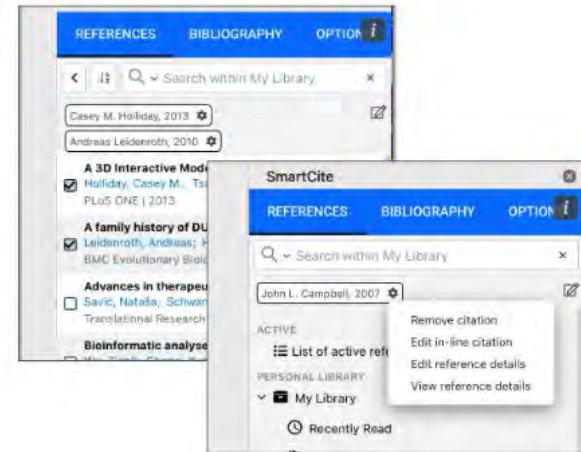 REFERENCES BIBLIOGRAPHY OPTION i
Search within My Library ×
Casey M. Holliday, 2013
Andreas Leidenroth, 2010
A 3D Interactive Mode
Holliday, Casey M.
PLoS ONE | 2013
A family history of DU
Leidenroth, Andreas;
BMC Evolutionary
Advances in therapeu
Savic, Nataša, Schwan
Translational Research
Bioinformatic analyse
SmartCite
REFERENCES BIBLIOGRAPHY OPTION i
Search within My Library ×
John L. Campbell, 2007
Remove citation
Edit in-line citation
Edit reference details
View reference details
ACTIVE
List of active refe
PERSONAL LIBRARY
My Library
Recently Read